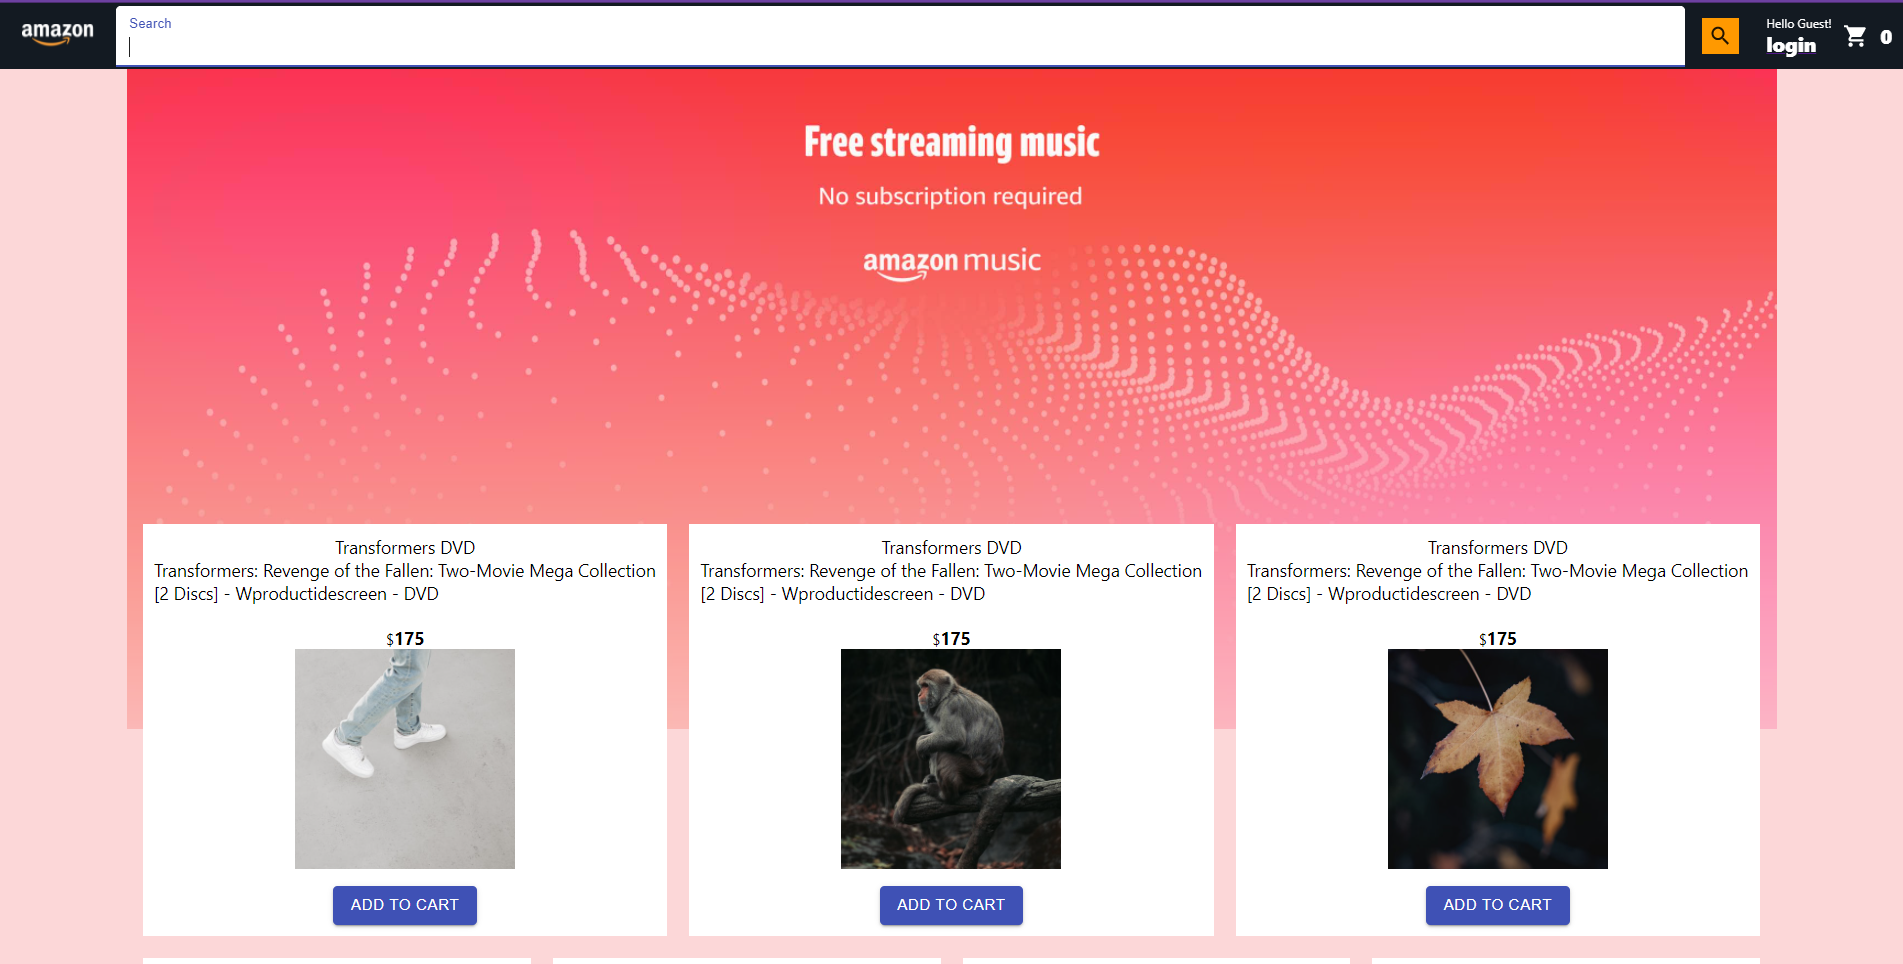 amazon
Search
Hello Guest!
login
0
Free streaming music
No subscription required
amazon music
Transformers DVD
Transformers: Revenge of the Fallen: Two-Movie Mega Collection
[2 Discs] - Wproductidescreen - DVD
$175
ADD TO CART
Transformers DVD
Transformers: Revenge of the Fallen: Two-Movie Mega Collection
[2 Discs] - Wproductidescreen - DVD
$175
ADD TO CART
Transformers DVD
Transformers: Revenge of the Fallen: Two-Movie Mega Collection
[2 Discs] - Wproductidescreen - DVD
$175
ADD TO CART